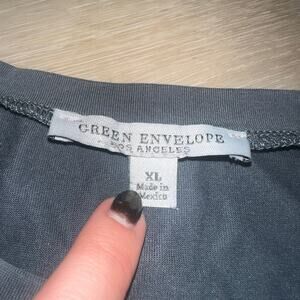 GREEN ENVELOPE
LOS ANGELES
XL
Made in
Mexico